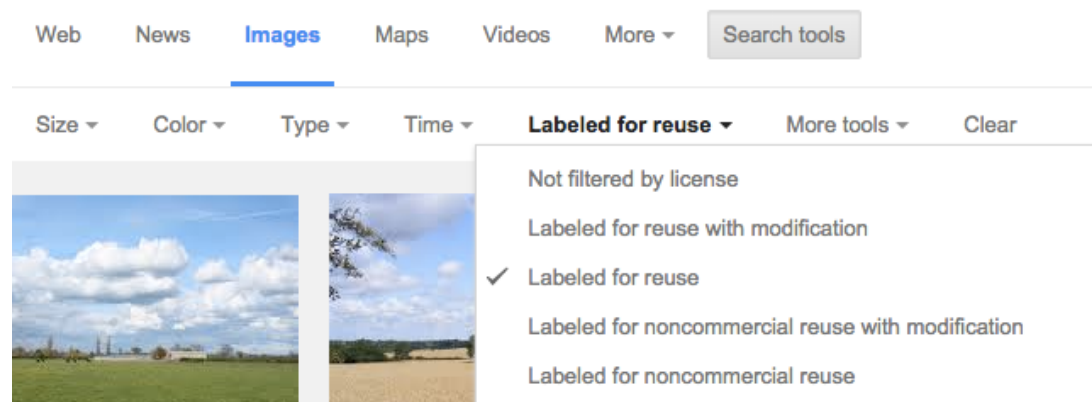 Web News Images Maps Videos More Search tools
Size Color Type Time Labeled for reuse More tools Clear
Not filtered by license
Labeled for reuse with modification
Labeled for reuse
Labeled for noncommercial reuse with modification
Labeled for noncommercial reuse